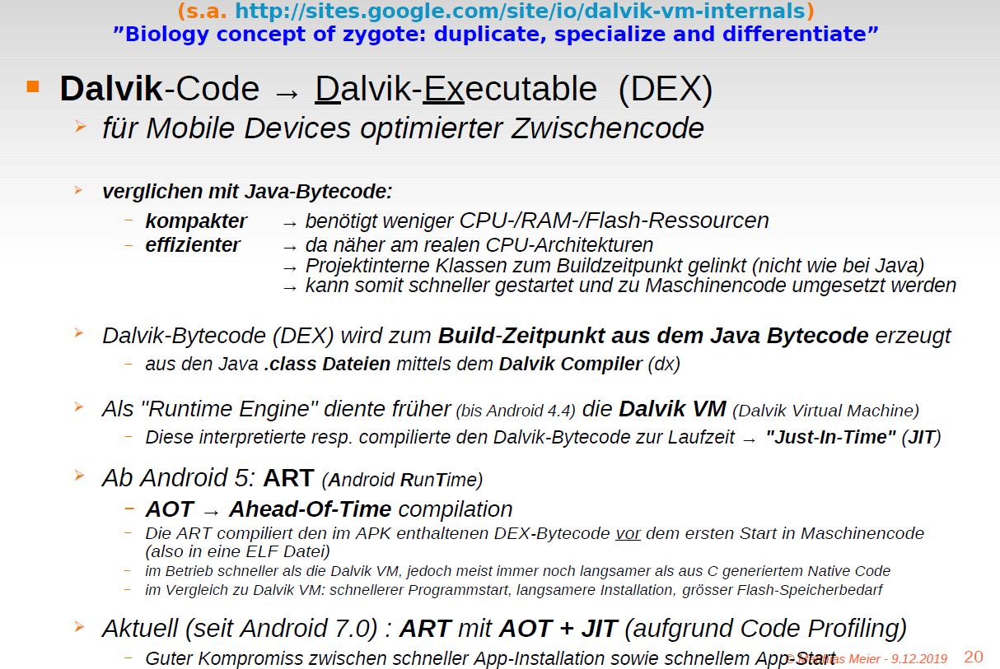 (s.a. http://sites.google.com/site/io/dalvik-vm-internals)
”Biology concept of zygote: duplicate, specialize and differentiate”
Dalvik-Code → Dalvik-Executable (DEX)
für Mobile Devices optimierter Zwischencode
verglichen mit Java-Bytecode:
kompakter → benötigt weniger CPU-/RAM-/Flash-Ressourcen
effizienter → da näher am realen CPU-Architekturen
→ Projektinterne Klassen zum Buildzeitpunkt gelinkt (nicht wie bei Java)
→ kann somit schneller gestartet und zu Maschinencode umgesetzt werden
Dalvik-Bytecode (DEX) wird zum Build-Zeitpunkt aus dem Java Bytecode erzeugt
aus den Java .class Dateien mittels dem Dalvik Compiler (dx)
Als "Runtime Engine" diente früher (bis Android 4.4) die Dalvik VM (Dalvik Virtual Machine)
Diese interpretierte resp. compilierte den Dalvik-Bytecode zur Laufzeit → "Just-In-Time" (JIT)
Ab Android 5: ART (Android RunTime)
AOT → Ahead-Of-Time compilation
Die ART compiliert den im APK enthaltenen DEX-Bytecode vor dem ersten Start in Maschinencode
(also in eine ELF Datei)
im Betrieb schneller als die Dalvik VM, jedoch meist immer noch langsamer als aus C generiertem Native Code
im Vergleich zu Dalvik VM: schnellerer Programmstart, langsamere Installation, grösser Flash-Speicherbedarf
Aktuell (seit Android 7.0) : ART mit AOT + JIT (aufgrund Code Profiling)
Guter Kompromiss zwischen schneller App-Installation sowie schnellem App-Start
© Matthias Meier - 9.12.2019 20